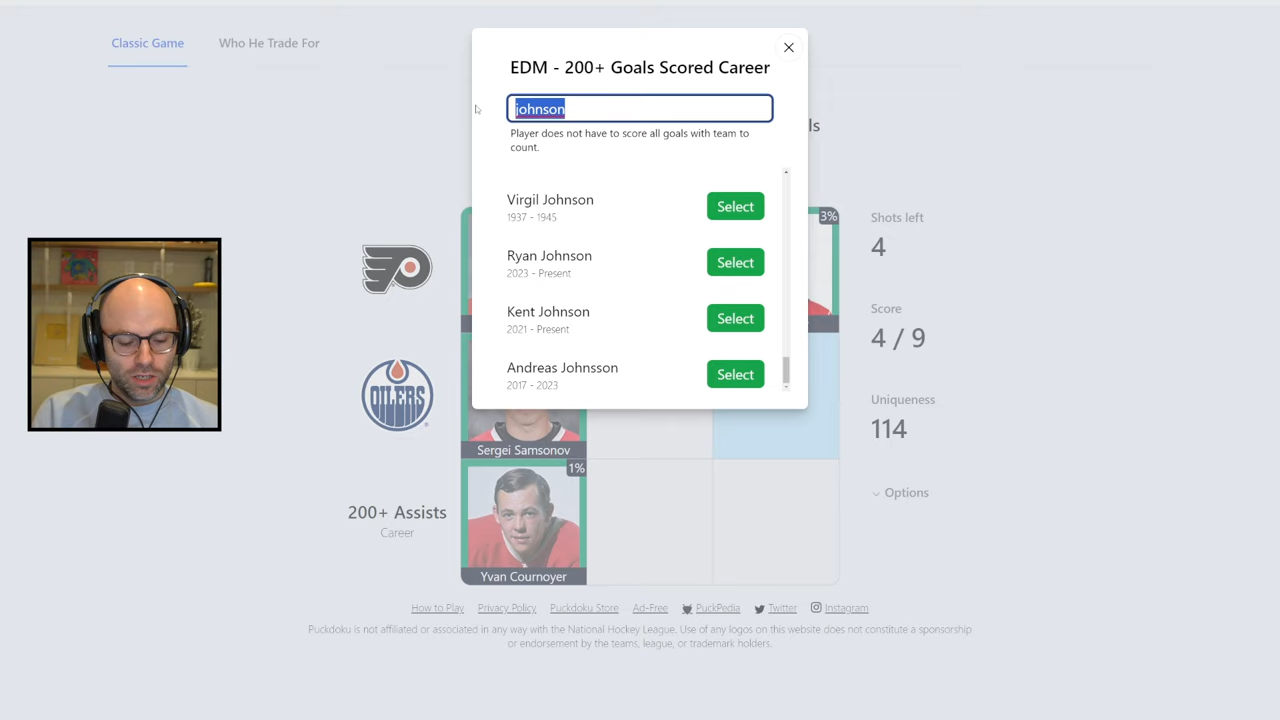 Classic Game
Who He Trade For
EDM - 200+ Goals Scored Career
johnson
Player does not have to score all goals with team to
count.
ls
Virgil Johnson
1937 - 1945
Select
Ryan Johnson
2023 - Present
Select
Kent Johnson
2021 - Present
Select
Andreas Johnsson
2017 - 2023
Select
3%
Shots left
4
Score
4 / 9
Uniqueness
114
Options
OILERS
Sergei Samsonov
200+ Assists
Career
1%
Yvan Cournoyer
How to Play
Privacy Policy
Puckdoku Store
Ad-Free
PuckPedia
Twitter
Instagram
Puckdoku is not affiliated or associated in any way with the National Hockey League. Use of any logos on this website does not constitute a sponsorship
or endorsement by the teams, league, or trademark holders.